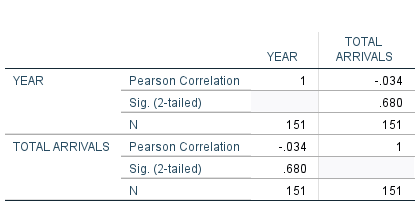 YEAR TOTAL ARRIVALS
YEAR Pearson Correlation 1 -.034
Sig. (2-tailed) .680
N 151 151
TOTAL ARRIVALS Pearson Correlation -.034 1
Sig. (2-tailed) .680
N 151 151